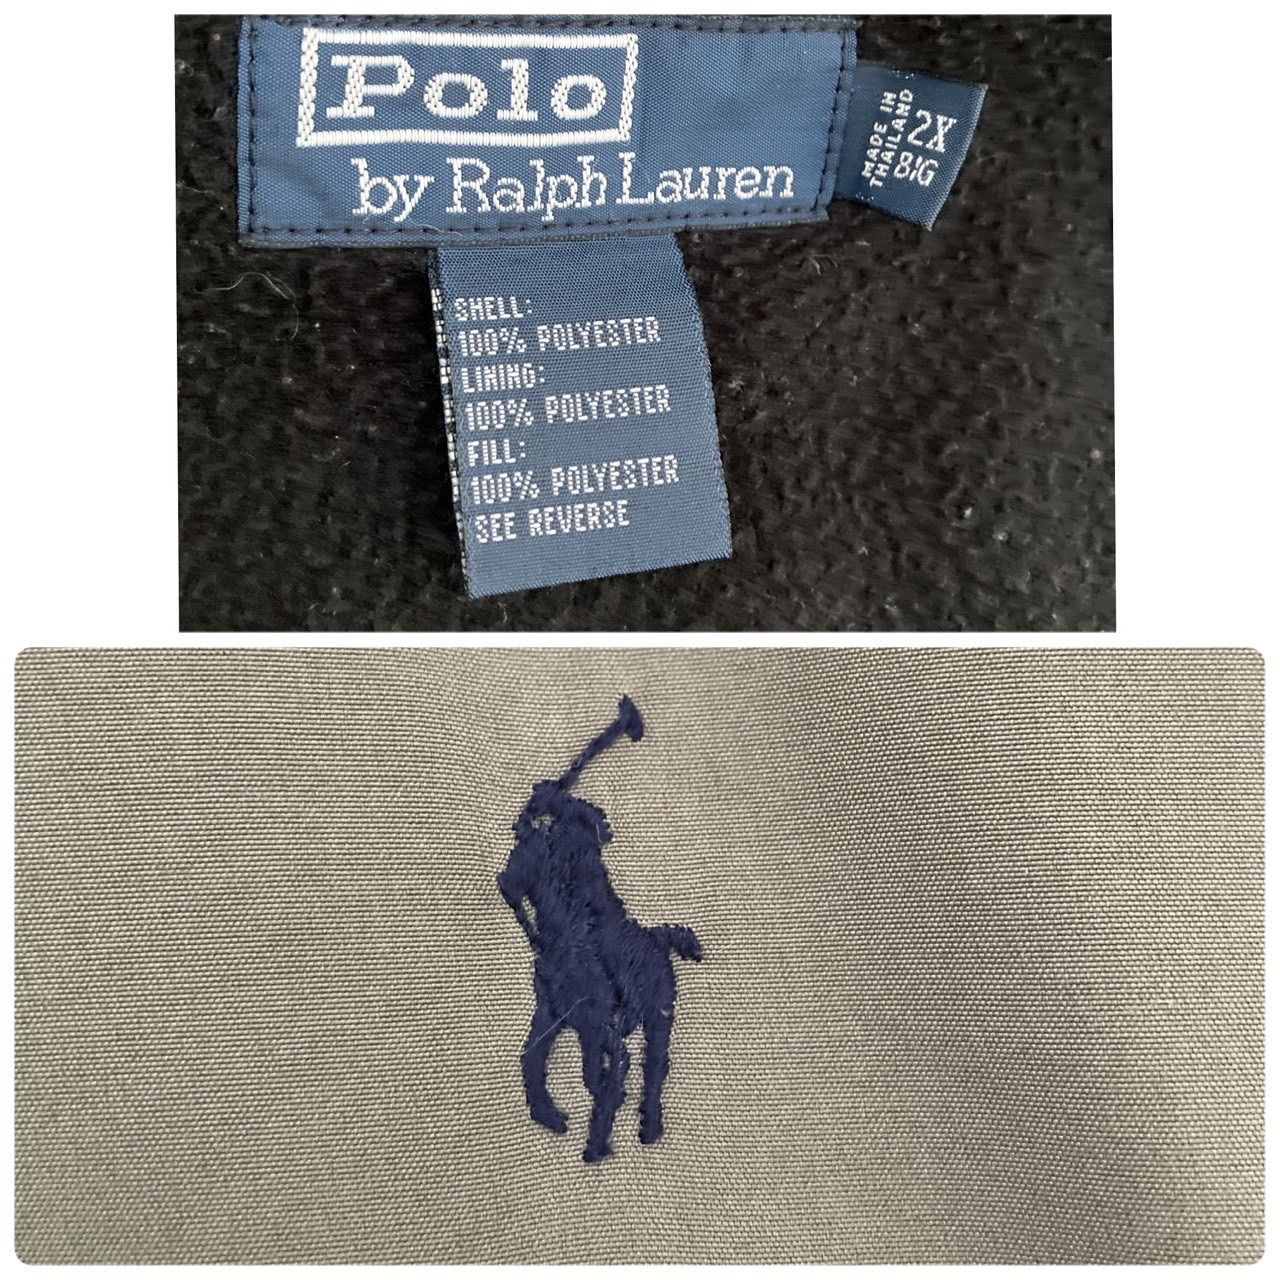 Polo
by Ralph Lauren
MADE IN
THAILAND
2X
BIG
SHELL:
100% POLYESTER
LINING:
100% POLYESTER
FILL:
100% POLYESTER
SEE REVERSE